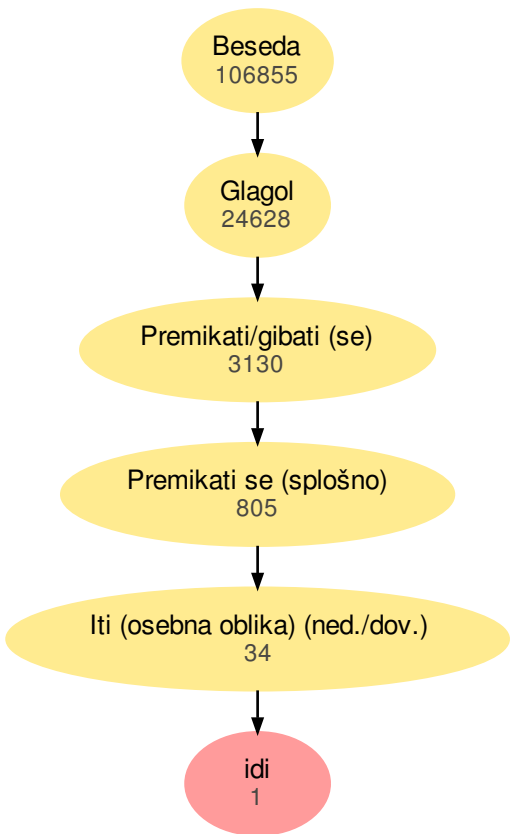 Beseda
106855
Glagol
24628
Premikati/gibati (se)
3130
Premikati se (splošno)
805
Iti (osebna oblika) (ned./dov.)
34
idi
1